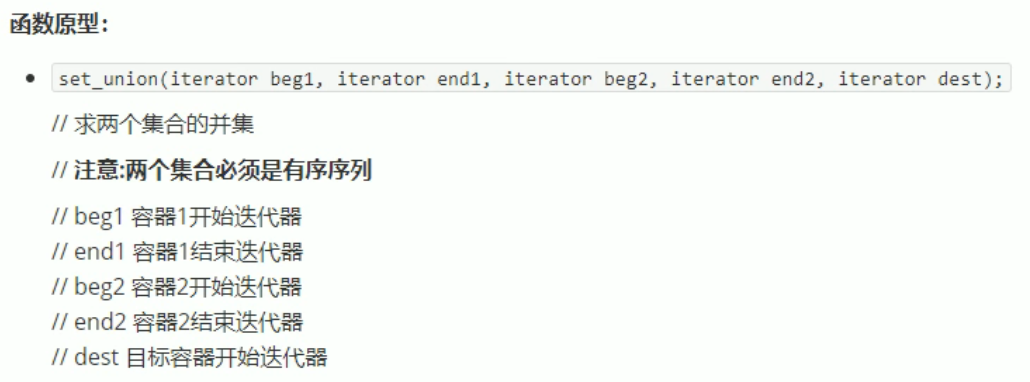 函数原型：
• set_union(iterator beg1, iterator end1, iterator beg2, iterator end2, iterator dest);
// 求两个集合的并集
// 注意:两个集合必须是有序序列
// beg1 容器1开始迭代器
// end1 容器1结束迭代器
// beg2 容器2开始迭代器
// end2 容器2结束迭代器
// dest 目标容器开始迭代器